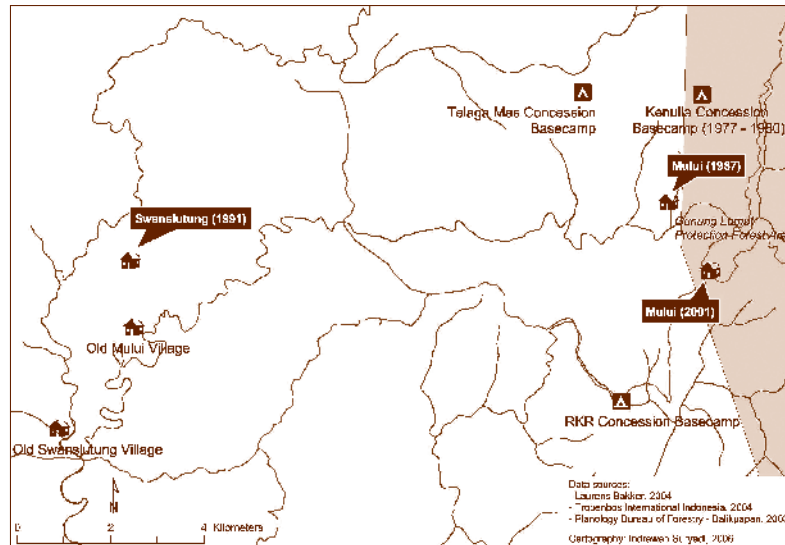 Telaga Mas Concession
Basecamp
Kenulla Concession
Basecamp (1977 - 1980)
Mului (1987)
Swanslutung (1991)
Gunung Lumut
Protection Forest Area
Mului (2001)
Old Mului Village
RKR Concession Basecamp
Old Swanslutung Village
N
0 2 4 Kilometers
Data sources:
- Laurens Bakker, 2004
- Tropenbos International Indonesia, 2004
- Planology Bureau of Forestry - Balikpapan,
Cartography: Indrawan Suryadi, 2006